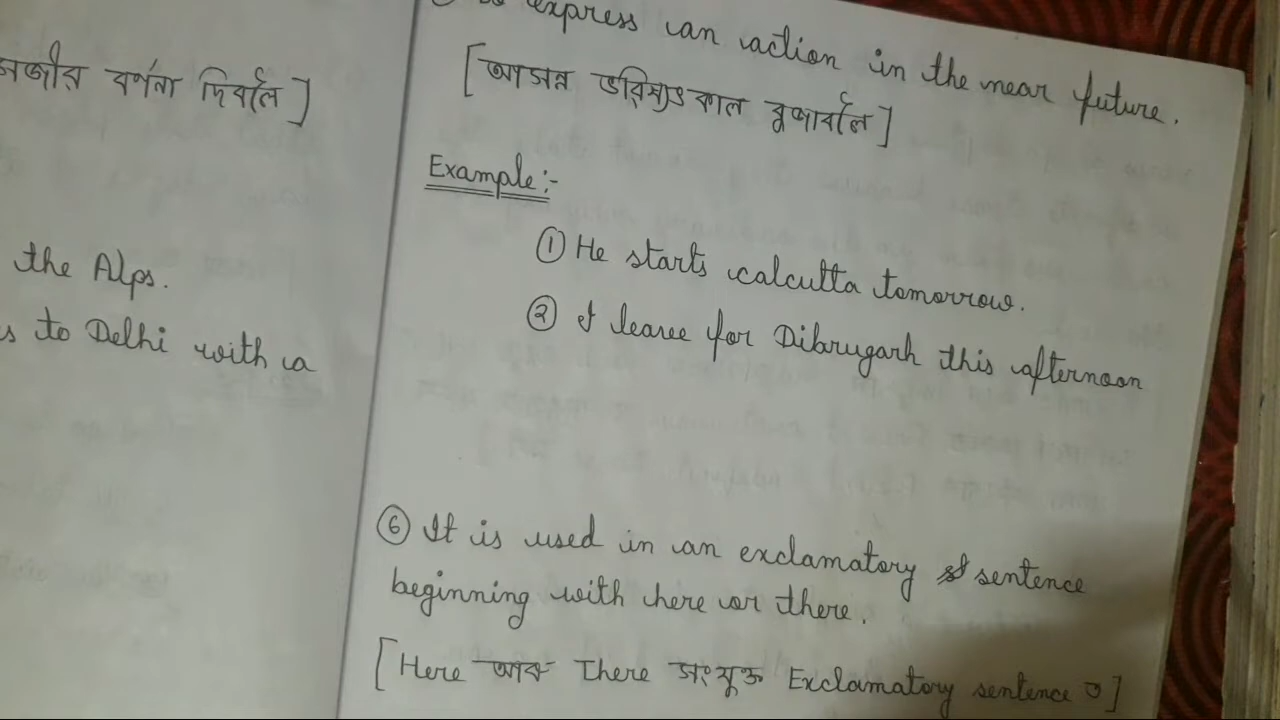 বৰ্ণনা দিবলৈ]
the Alps.
to Delhi with a
to express an action in the near future.
[আসন্ন ভৱিষ্যত কাল বুজাবলৈ]
Example:-
① He starts calcutta tomorrow.
② I leave for Dibrugarh this afternoon
⑥ It is used in an exclamatory sentence
beginning with here or there.
[Here আৰু There সংযুক্ত Exclamatory sentence ত]